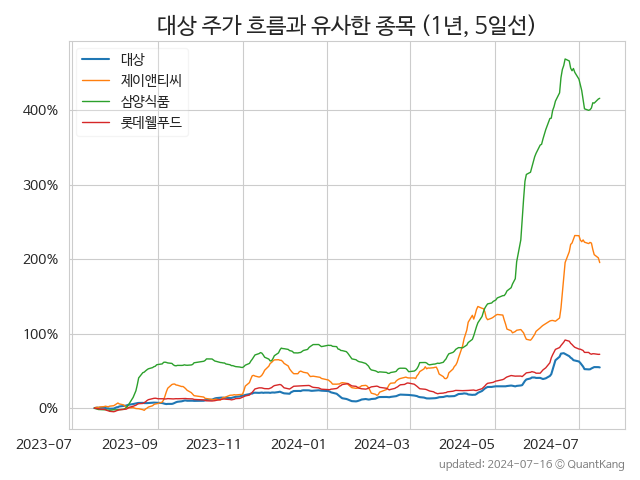 대상 주가 흐름과 유사한 종목 (1년, 5일선)
대상
제이앤티씨
삼양식품
롯데웰푸드
400%
300%
200%
100%
0%
2023-07 2023-09 2023-11 2024-01 2024-03 2024-05 2024-07
updated: 2024-07-16 © QuantKang